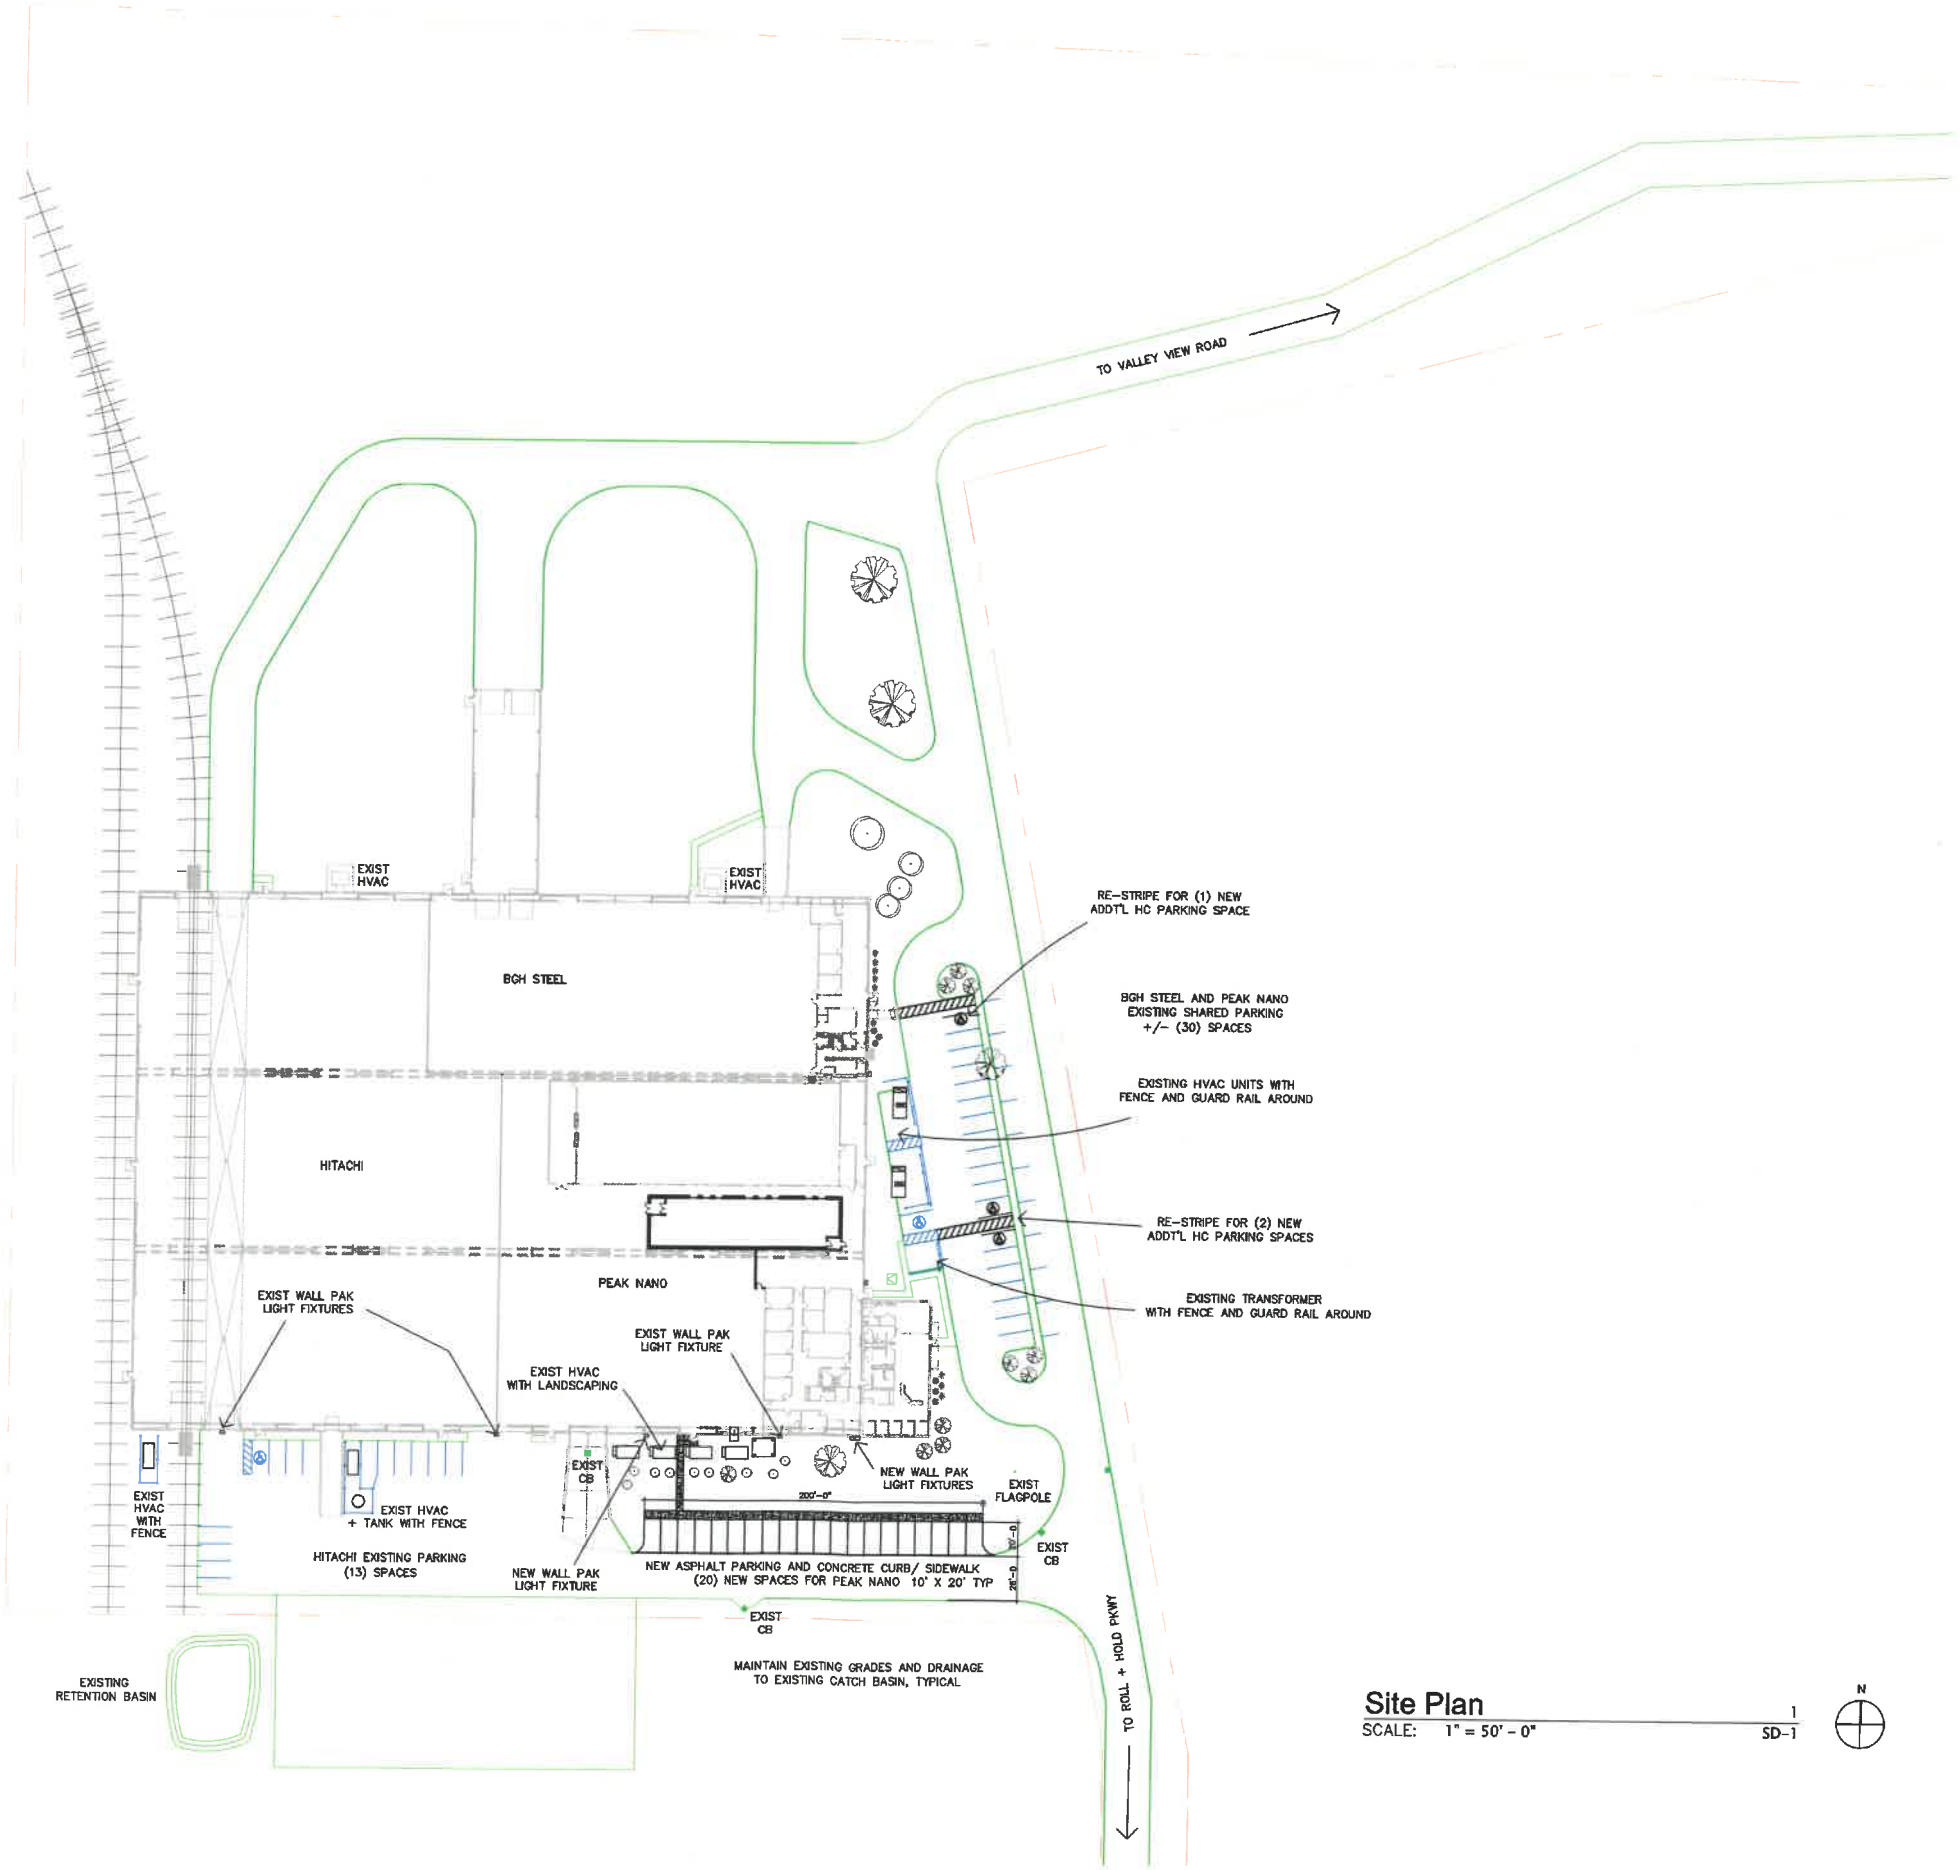 TO VALLEY VIEW ROAD
EXIST
HVAC
EXIST
HVAC
RE-STRIPE FOR (1) NEW
ADDT'L HC PARKING SPACE
BGH STEEL
BGH STEEL AND PEAK NANO
EXISTING SHARED PARKING
+/- (30) SPACES
EXISTING HVAC UNITS WITH
FENCE AND GUARD RAIL AROUND
HITACHI
RE-STRIPE FOR (2) NEW
ADDT'L HC PARKING SPACES
PEAK NANO
EXIST WALL PAK
LIGHT FIXTURES
EXISTING TRANSFORMER
WITH FENCE AND GUARD RAIL AROUND
EXIST WALL PAK
LIGHT FIXTURE
EXIST HVAC
WITH LANDSCAPING
EXIST
CB
NEW WALL PAK
LIGHT FIXTURES
EXIST
FLAGPOLE
EXIST
HVAC
WITH
FENCE
EXIST HVAC
+ TANK WITH FENCE
200'-0"
20'-0
EXIST
CB
HITACHI EXISTING PARKING
(13) SPACES
NEW WALL PAK
LIGHT FIXTURE
NEW ASPHALT PARKING AND CONCRETE CURB/ SIDEWALK
(20) NEW SPACES FOR PEAK NANO 10' X 20' TYP
EXIST
CB
TO ROLL + HOLD PKWY
MAINTAIN EXISTING GRADES AND DRAINAGE
TO EXISTING CATCH BASIN, TYPICAL
EXISTING
RETENTION BASIN
Site Plan
1
SCALE: 1" = 50' - 0"
SD-1
N